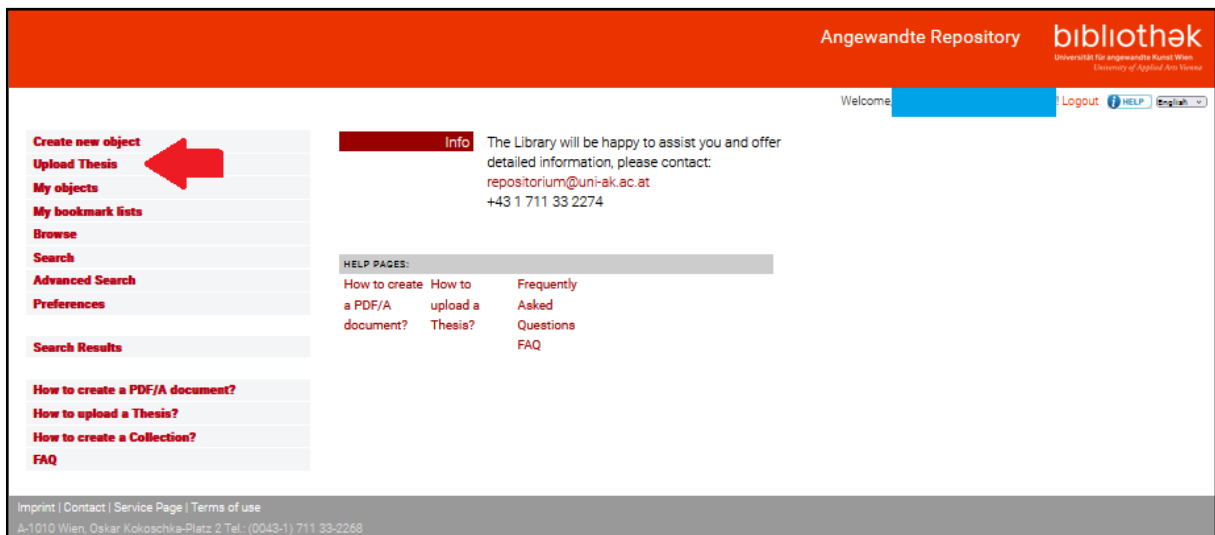 Angewandte Repository
bıblıothək
Universität für angewandte Kunst Wien
University of Applied Arts Vienna
Welcome, ! Logout i HELP English
Create new object
Upload Thesis
My objects
My bookmark lists
Browse
Search
Advanced Search
Preferences
Search Results
How to create a PDF/A document?
How to upload a Thesis?
How to create a Collection?
FAQ
Info
The Library will be happy to assist you and offer
detailed information, please contact:
repositorium@uni-ak.ac.at
+43 1 711 33 2274
HELP PAGES:
How to create
a PDF/A
document?
How to
upload a
Thesis?
Frequently
Asked
Questions
FAQ
Imprint | Contact | Service Page | Terms of use
A-1010 Wien, Oskar Kokoschka-Platz 2 Tel.: (0043-1) 711 33-2268